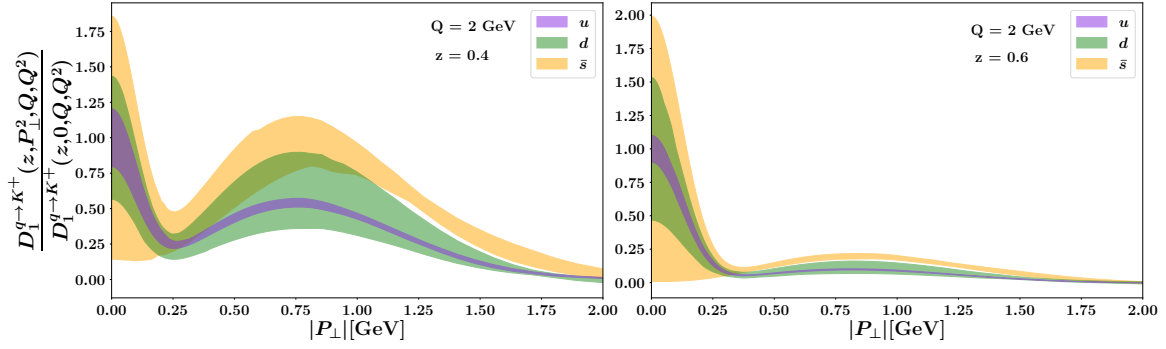 D_1^{q→K^+}(z, P_⊥^2, Q, Q^2)
D_1^{q→K^+}(z, 0, Q, Q^2)
1.75
1.50
1.25
1.00
0.75
0.50
0.25
0.00
Q = 2 GeV
z = 0.4
u
d
s̄
0.00 0.25 0.50 0.75 1.00 1.25 1.50 1.75 2.00
|P_⊥|[GeV]
2.00
1.75
1.50
1.25
1.00
0.75
0.50
0.25
0.00
Q = 2 GeV
z = 0.6
u
d
s̄
0.00 0.25 0.50 0.75 1.00 1.25 1.50 1.75 2.00
|P_⊥|[GeV]